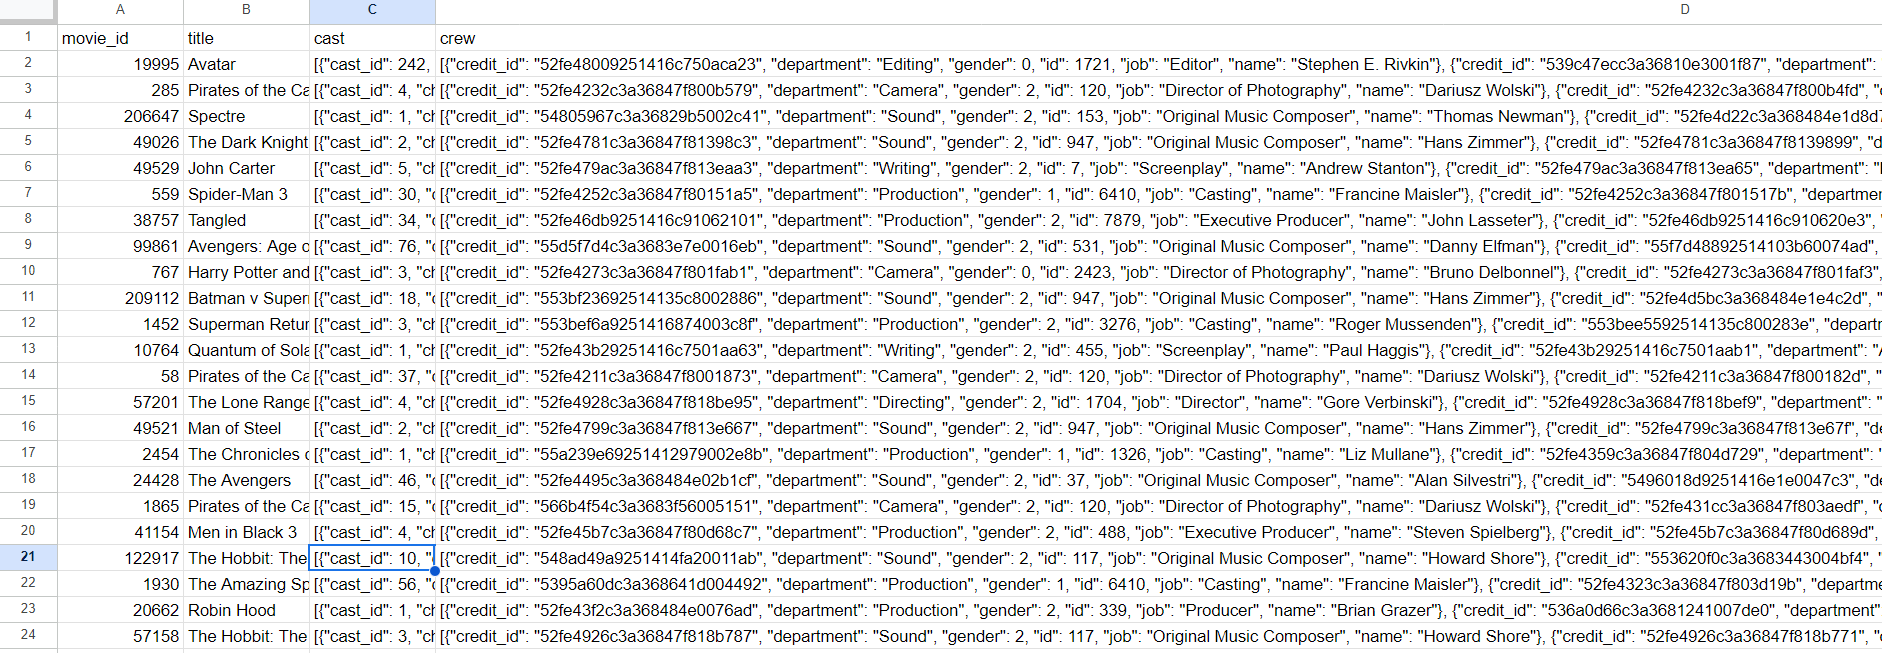 A B C D
1 movie_id title cast crew
2 19995 Avatar [{"cast_id": 242, [{"credit_id": "52fe48009251416c750aca23", "department": "Editing", "gender": 0, "id": 1721, "job": "Editor", "name": "Stephen E. Rivkin"}, {"credit_id": "539c47ecc3a36810e3001f87", "department":
3 285 Pirates of the Ca [{"cast_id": 4, "ch [{"credit_id": "52fe4232c3a36847f800b579", "department": "Camera", "gender": 2, "id": 120, "job": "Director of Photography", "name": "Dariusz Wolski"}, {"credit_id": "52fe4232c3a36847f800b4fd",
4 206647 Spectre [{"cast_id": 1, "ch [{"credit_id": "54805967c3a36829b5002c41", "department": "Sound", "gender": 2, "id": 153, "job": "Original Music Composer", "name": "Thomas Newman"}, {"credit_id": "52fe4d22c3a368484e1d8d7
5 49026 The Dark Knight [{"cast_id": 2, "ch [{"credit_id": "52fe4781c3a36847f81398c3", "department": "Sound", "gender": 2, "id": 947, "job": "Original Music Composer", "name": "Hans Zimmer"}, {"credit_id": "52fe4781c3a36847f8139899", "d
6 49529 John Carter [{"cast_id": 5, "ch [{"credit_id": "52fe479ac3a36847f813eaa3", "department": "Writing", "gender": 2, "id": 7, "job": "Screenplay", "name": "Andrew Stanton"}, {"credit_id": "52fe479ac3a36847f813ea65", "department": "
7 559 Spider-Man 3 [{"cast_id": 30, "c [{"credit_id": "52fe4252c3a36847f80151a5", "department": "Production", "gender": 1, "id": 6410, "job": "Casting", "name": "Francine Maisler"}, {"credit_id": "52fe4252c3a36847f801517b", "departmen
8 38757 Tangled [{"cast_id": 34, "c [{"credit_id": "52fe46db9251416c91062101", "department": "Production", "gender": 2, "id": 7879, "job": "Executive Producer", "name": "John Lasseter"}, {"credit_id": "52fe46db9251416c910620e3", "
9 99861 Avengers: Age o [{"cast_id": 76, "c [{"credit_id": "55d5f7d4c3a3683e7e0016eb", "department": "Sound", "gender": 2, "id": 531, "job": "Original Music Composer", "name": "Danny Elfman"}, {"credit_id": "55f7d48892514103b60074ad",
10 767 Harry Potter and [{"cast_id": 3, "ch [{"credit_id": "52fe4273c3a36847f801fab1", "department": "Camera", "gender": 0, "id": 2423, "job": "Director of Photography", "name": "Bruno Delbonnel"}, {"credit_id": "52fe4273c3a36847f801faf3",
11 209112 Batman v Super [{"cast_id": 18, "c [{"credit_id": "553bf23692514135c8002886", "department": "Sound", "gender": 2, "id": 947, "job": "Original Music Composer", "name": "Hans Zimmer"}, {"credit_id": "52fe4d5bc3a368484e1e4c2d", "
12 1452 Superman Retur [{"cast_id": 3, "ch [{"credit_id": "553bef6a9251416874003c8f", "department": "Production", "gender": 2, "id": 3276, "job": "Casting", "name": "Roger Mussenden"}, {"credit_id": "553bee5592514135c800283e", "departr
13 10764 Quantum of Sola [{"cast_id": 1, "ch [{"credit_id": "52fe43b29251416c7501aa63", "department": "Writing", "gender": 2, "id": 455, "job": "Screenplay", "name": "Paul Haggis"}, {"credit_id": "52fe43b29251416c7501aab1", "department": "A
14 58 Pirates of the Ca [{"cast_id": 37, "c [{"credit_id": "52fe4211c3a36847f8001873", "department": "Camera", "gender": 2, "id": 120, "job": "Director of Photography", "name": "Dariusz Wolski"}, {"credit_id": "52fe4211c3a36847f800182d", "
15 57201 The Lone Range [{"cast_id": 4, "ch [{"credit_id": "52fe4928c3a36847f818be95", "department": "Directing", "gender": 2, "id": 1704, "job": "Director", "name": "Gore Verbinski"}, {"credit_id": "52fe4928c3a36847f818bef9", "department": "
16 49521 Man of Steel [{"cast_id": 2, "ch [{"credit_id": "52fe4799c3a36847f813e667", "department": "Sound", "gender": 2, "id": 947, "job": "Original Music Composer", "name": "Hans Zimmer"}, {"credit_id": "52fe4799c3a36847f813e67f", "de
17 2454 The Chronicles o [{"cast_id": 1, "ch [{"credit_id": "55a239e69251412979002e8b", "department": "Production", "gender": 1, "id": 1326, "job": "Casting", "name": "Liz Mullane"}, {"credit_id": "52fe4359c3a36847f804d729", "department": "
18 24428 The Avengers [{"cast_id": 46, "c [{"credit_id": "52fe4495c3a368484e02b1cf", "department": "Sound", "gender": 2, "id": 37, "job": "Original Music Composer", "name": "Alan Silvestri"}, {"credit_id": "5496018d9251416e1e0047c3", "de
19 1865 Pirates of the Ca [{"cast_id": 15, "c [{"credit_id": "566b4f54c3a3683f56005151", "department": "Camera", "gender": 2, "id": 120, "job": "Director of Photography", "name": "Dariusz Wolski"}, {"credit_id": "52fe431cc3a36847f803aedf", "
20 41154 Men in Black 3 [{"cast_id": 4, "ch [{"credit_id": "52fe45b7c3a36847f80d68c7", "department": "Production", "gender": 2, "id": 488, "job": "Executive Producer", "name": "Steven Spielberg"}, {"credit_id": "52fe45b7c3a36847f80d689d",
21 122917 The Hobbit: The [{"cast_id": 10, " [{"credit_id": "548ad49a9251414fa20011ab", "department": "Sound", "gender": 2, "id": 117, "job": "Original Music Composer", "name": "Howard Shore"}, {"credit_id": "553620f0c3a3683443004bf4", "
22 1930 The Amazing Sp [{"cast_id": 56, "c [{"credit_id": "5395a60dc3a368641d004492", "department": "Production", "gender": 1, "id": 6410, "job": "Casting", "name": "Francine Maisler"}, {"credit_id": "52fe4323c3a36847f803d19b", "departme
23 20662 Robin Hood [{"cast_id": 1, "ch [{"credit_id": "52fe43f2c3a368484e0076ad", "department": "Production", "gender": 2, "id": 339, "job": "Producer", "name": "Brian Grazer"}, {"credit_id": "536a0d66c3a3681241007de0", "department"
24 57158 The Hobbit: The [{"cast_id": 3, "ch [{"credit_id": "52fe4926c3a36847f818b787", "department": "Sound", "gender": 2, "id": 117, "job": "Original Music Composer", "name": "Howard Shore"}, {"credit_id": "52fe4926c3a36847f818b771", "c